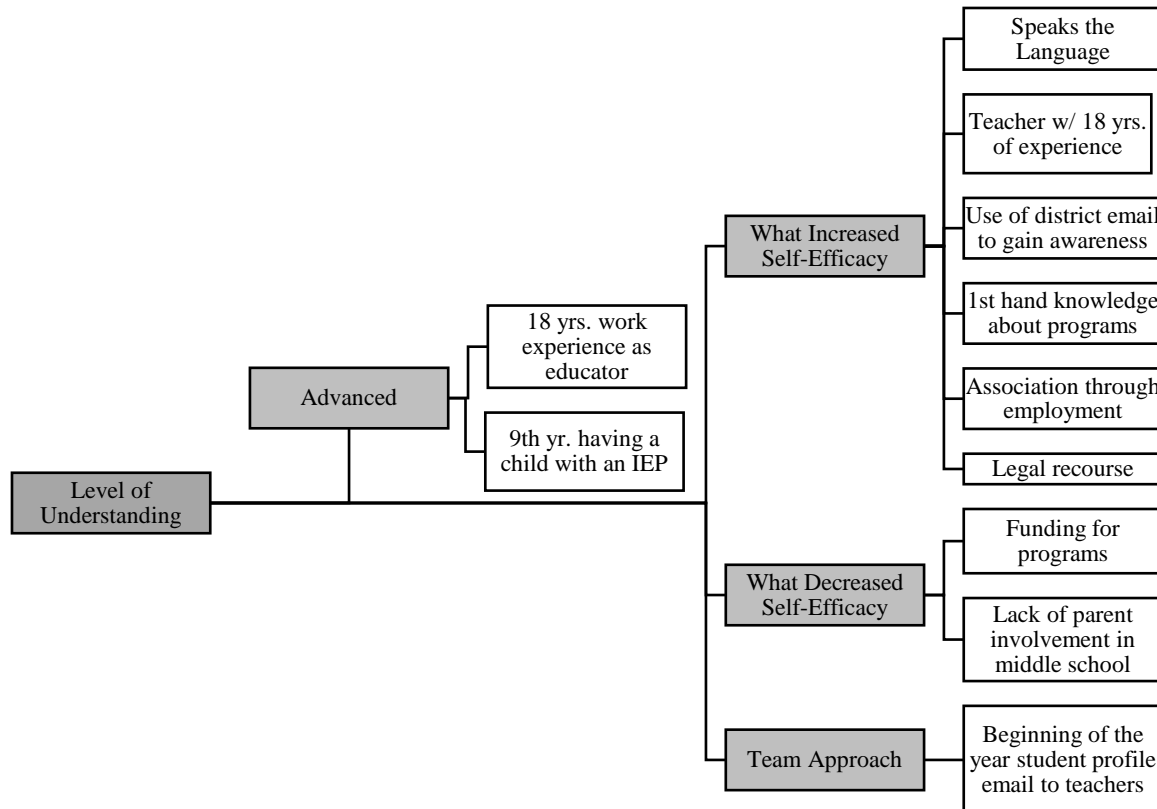 Level of
Understanding
Advanced
18 yrs. work
experience as
educator
9th yr. having a
child with an IEP
What Increased
Self-Efficacy
Speaks the
Language
Teacher w/ 18 yrs.
of experience
Use of district email
to gain awareness
1st hand knowledge
about programs
Association through
employment
Legal recourse
What Decreased
Self-Efficacy
Funding for
programs
Lack of parent
involvement in
middle school
Team Approach
Beginning of the
year student profile
email to teachers